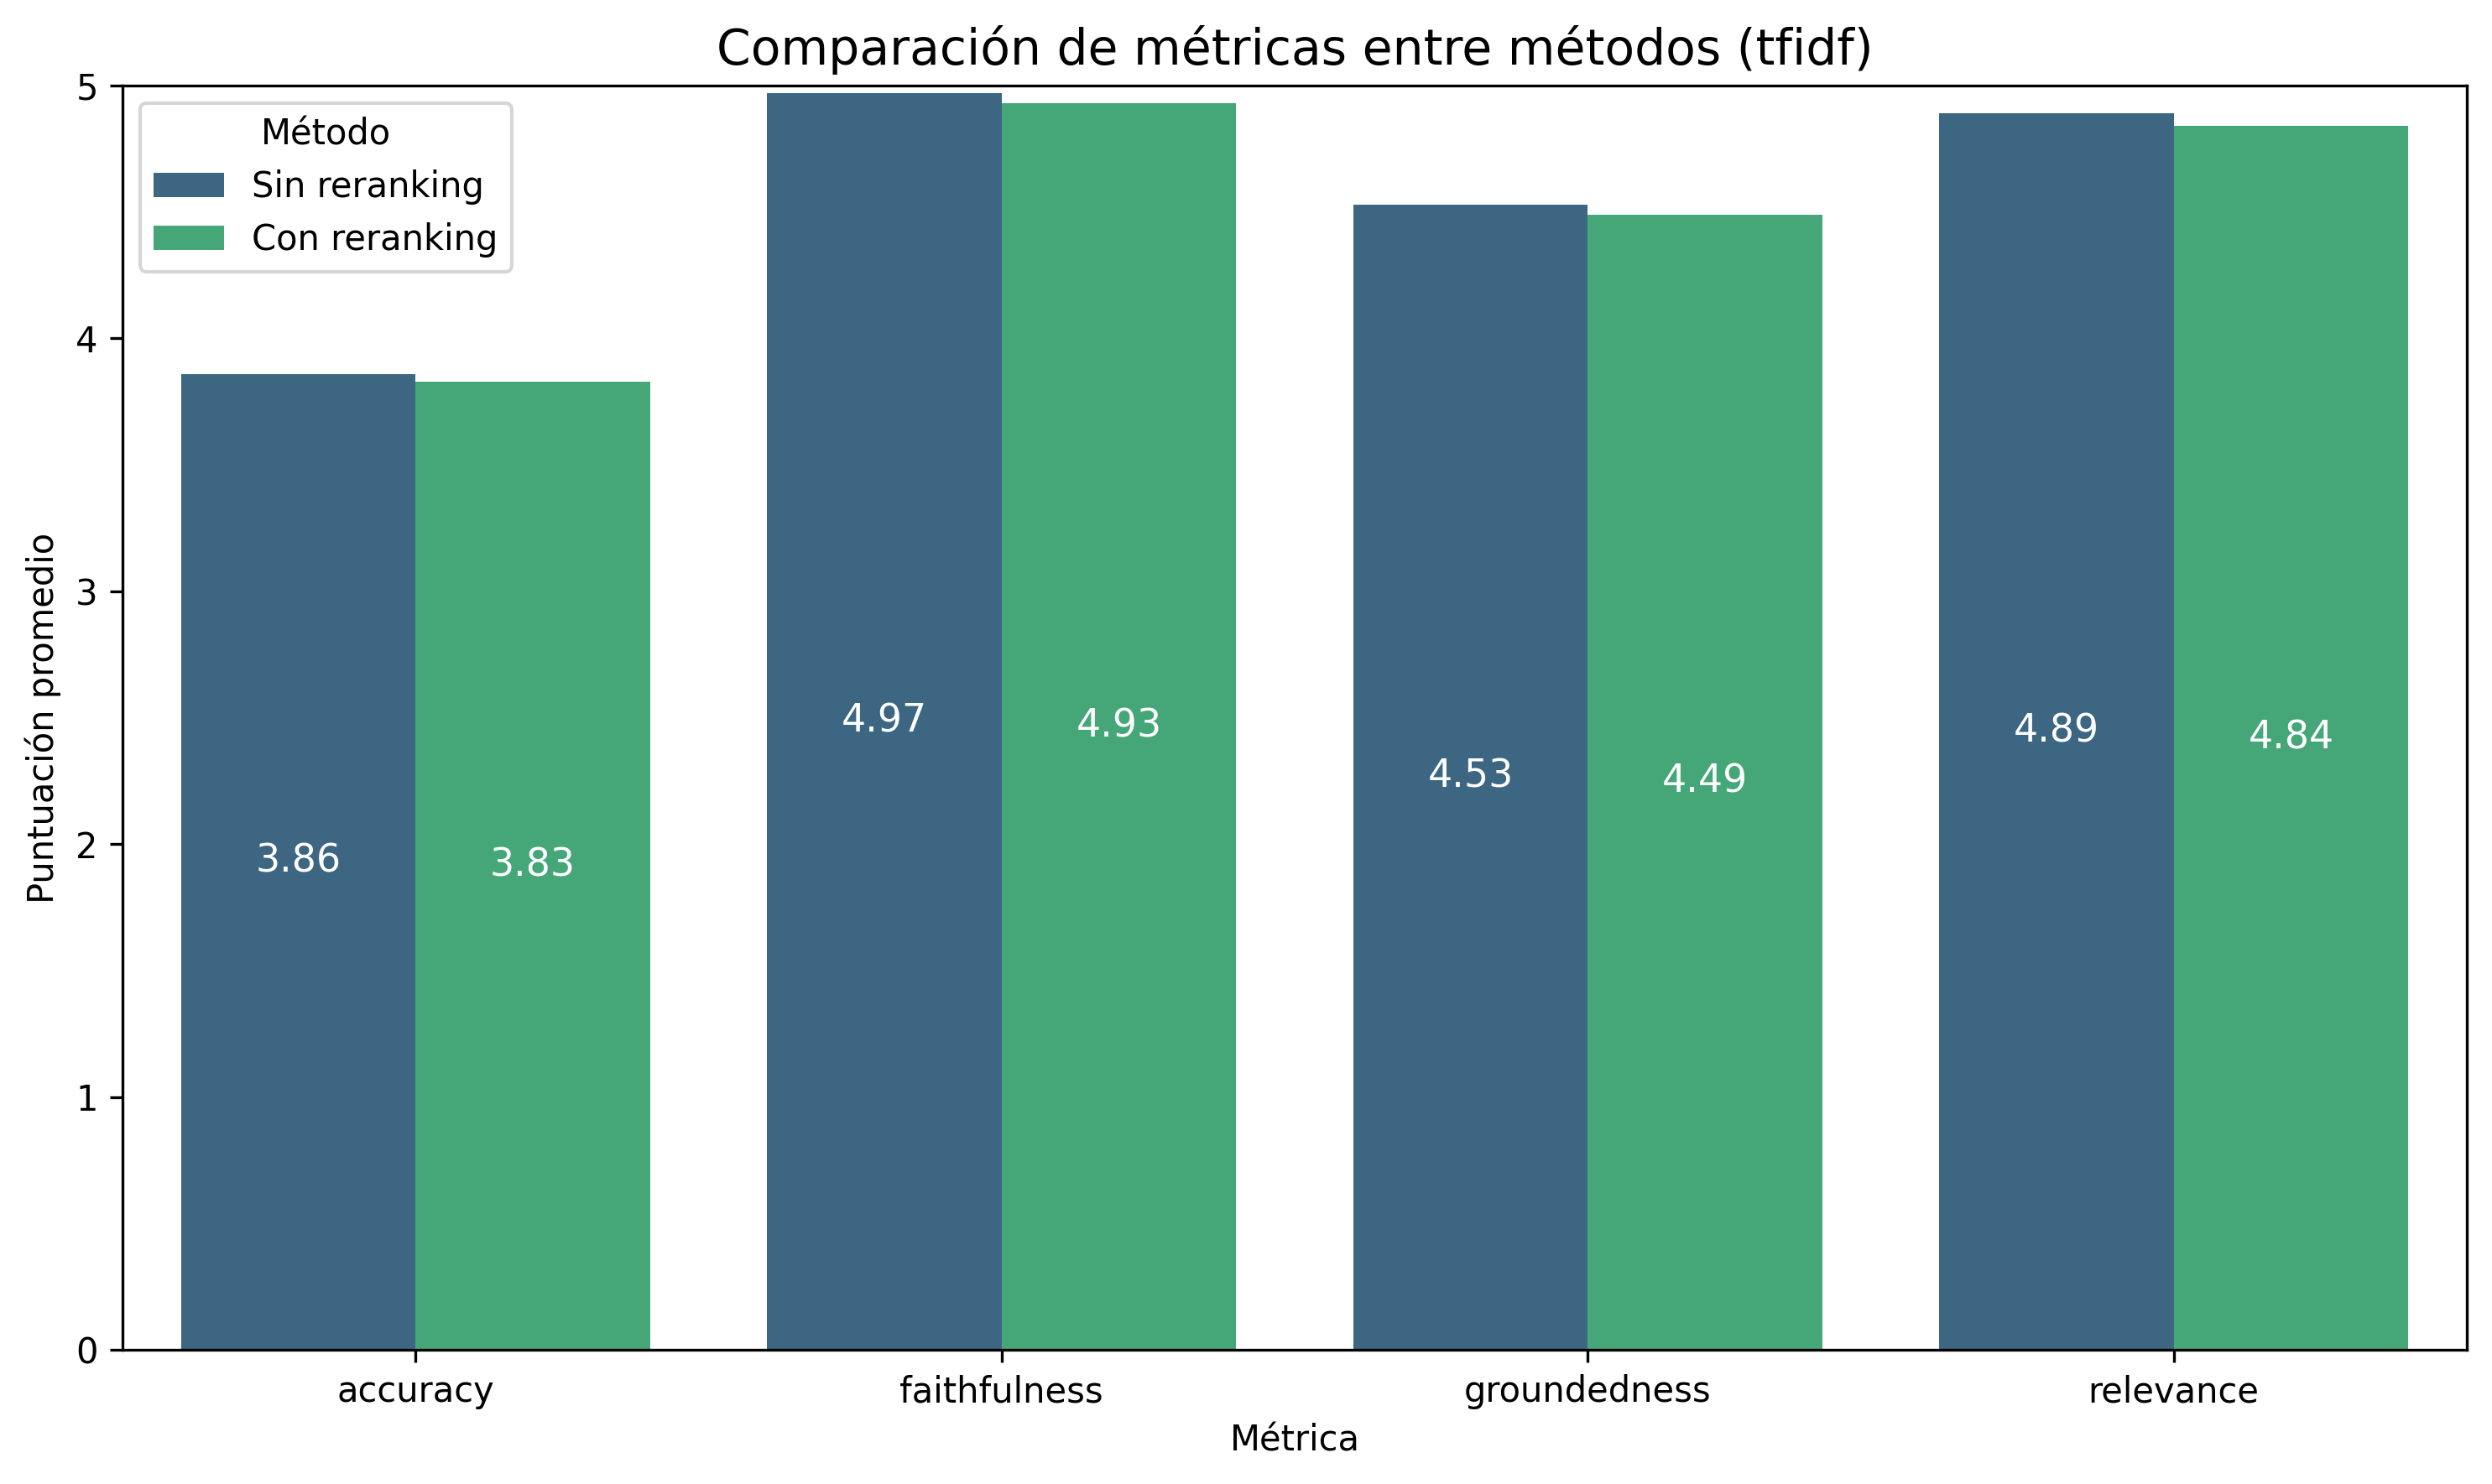 Comparación de métricas entre métodos (tfidf)
Método
Sin reranking
Con reranking
Puntuación promedio
5
4
3
2
1
0
3.86
3.83
4.97
4.93
4.53
4.49
4.89
4.84
accuracy
faithfulness
groundedness
relevance
Métrica